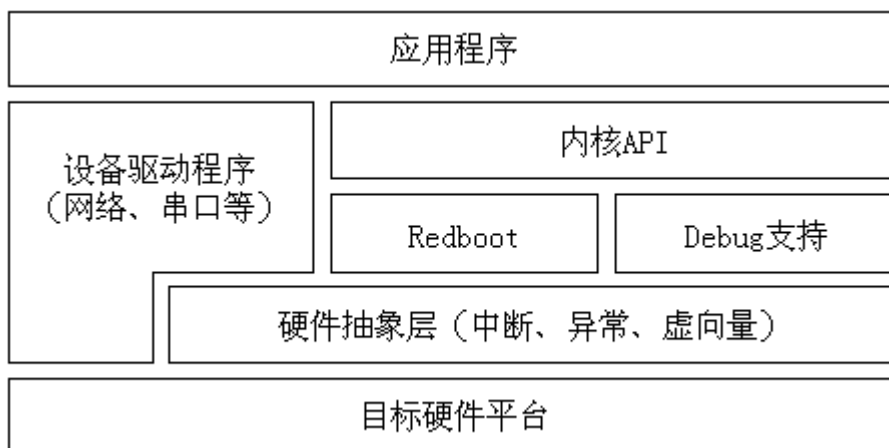 应用程序
设备驱动程序
（网络、串口等）
内核API
Redboot
Debug支持
硬件抽象层（中断、异常、虚向量）
目标硬件平台